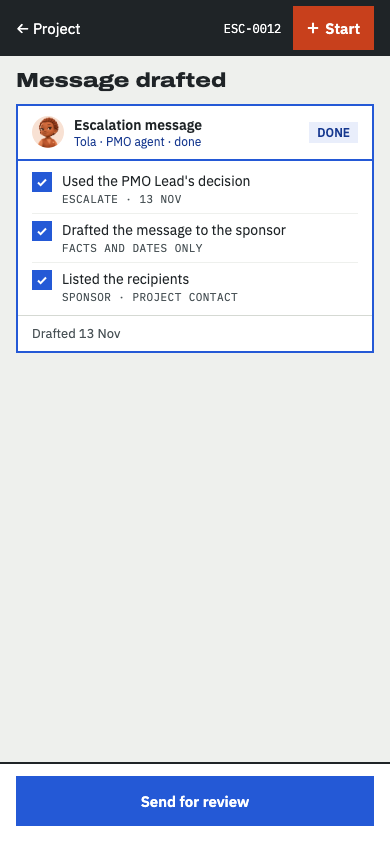 ← Project
ESC-0012
+ Start
Message drafted
Escalation message
Tola · PMO agent · done
DONE
Used the PMO Lead's decision
ESCALATE · 13 NOV
Drafted the message to the sponsor
FACTS AND DATES ONLY
Listed the recipients
SPONSOR · PROJECT CONTACT
Drafted 13 Nov
Send for review